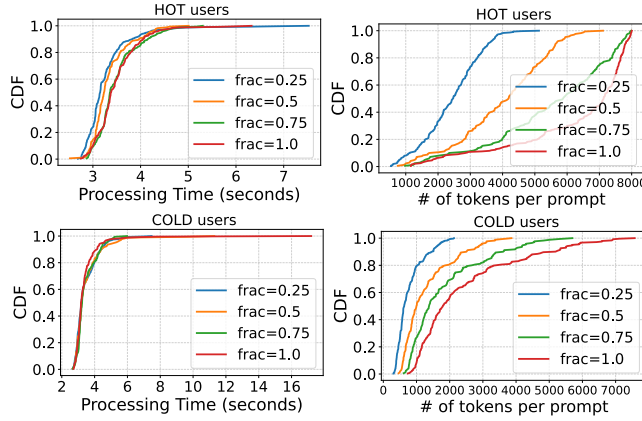 HOT users
CDF
1.0
0.8
0.6
0.4
0.2
0.0
frac=0.25
frac=0.5
frac=0.75
frac=1.0
3 4 5 6 7
Processing Time (seconds)
HOT users
CDF
1.0
0.8
0.6
0.4
0.2
0.0
frac=0.25
frac=0.5
frac=0.75
frac=1.0
1000 2000 3000 4000 5000 6000 7000 8000
# of tokens per prompt
COLD users
CDF
1.0
0.8
0.6
0.4
0.2
0.0
frac=0.25
frac=0.5
frac=0.75
frac=1.0
2 4 6 8 10 12 14 16
Processing Time (seconds)
COLD users
CDF
1.0
0.8
0.6
0.4
0.2
0.0
frac=0.25
frac=0.5
frac=0.75
frac=1.0
0 1000 2000 3000 4000 5000 6000 7000
# of tokens per prompt